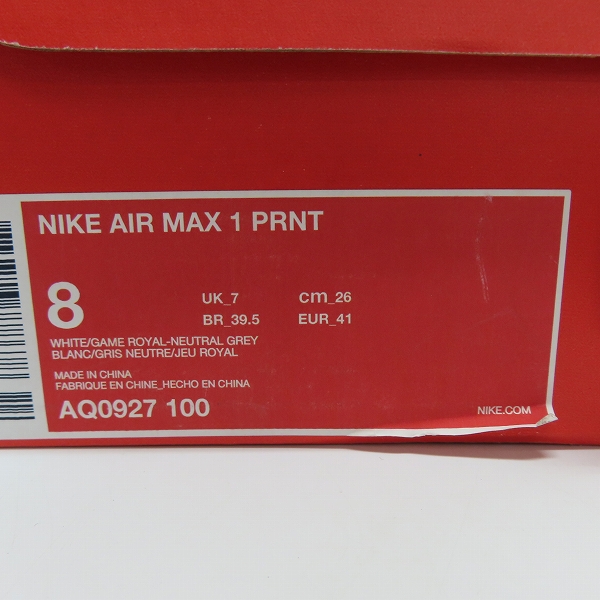 NIKE AIR MAX 1 PRNT
8 UK_7 cm_26
BR_39.5 EUR_41
WHITE/GAME ROYAL-NEUTRAL GREY
BLANC/GRIS NEUTRE/JEU ROYAL
MADE IN CHINA
FABRIQUE EN CHINE_HECHO EN CHINA
AQ0927 100
NIKE.COM